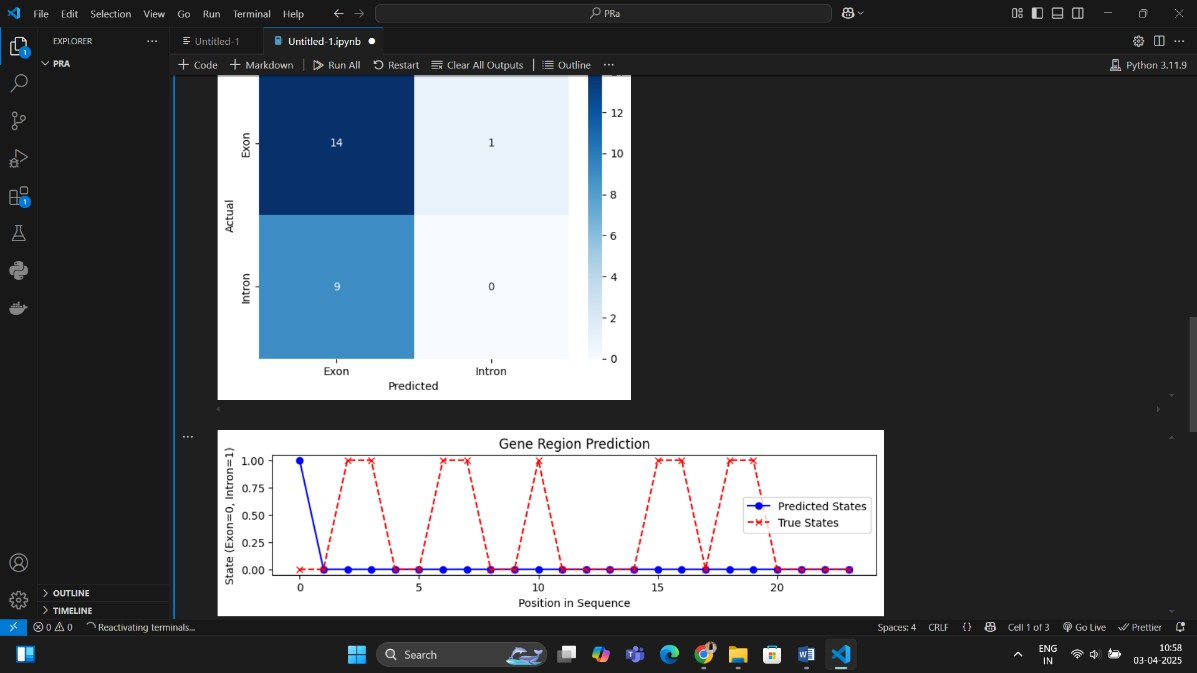 File Edit Selection View Go Run Terminal Help
PRa
EXPLORER
Untitled-1
Untitled-1.ipynb
PRA
Code
Markdown
Run All
Restart
Clear All Outputs
Outline
Python 3.11.9
Exon
14
1
Actual
Intron
9
0
12
10
8
6
4
2
0
Exon
Intron
Predicted
Gene Region Prediction
State (Exon=0, Intron=1)
1.00
0.75
0.50
0.25
0.00
Predicted States
True States
0
5
10
15
20
Position in Sequence
OUTLINE
TIMELINE
1
1
0
0
Reactivating terminals...
Spaces: 4
CRLF
{}
Cell 1 of 3
Go Live
Prettier
Search
ENG
IN
10:58
03-04-2025